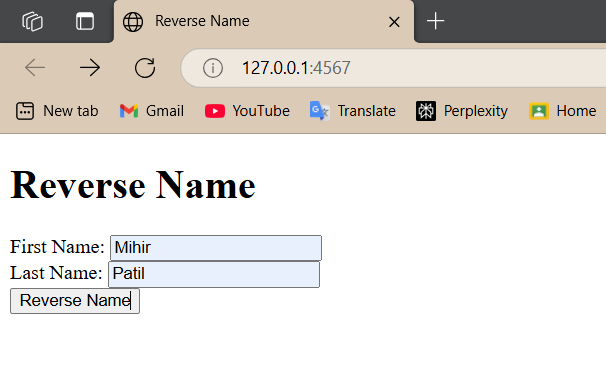 Reverse Name
127.0.0.1:4567
New tab Gmail YouTube Translate Perplexity Home
Reverse Name
First Name: Mihir
Last Name: Patil
Reverse Name